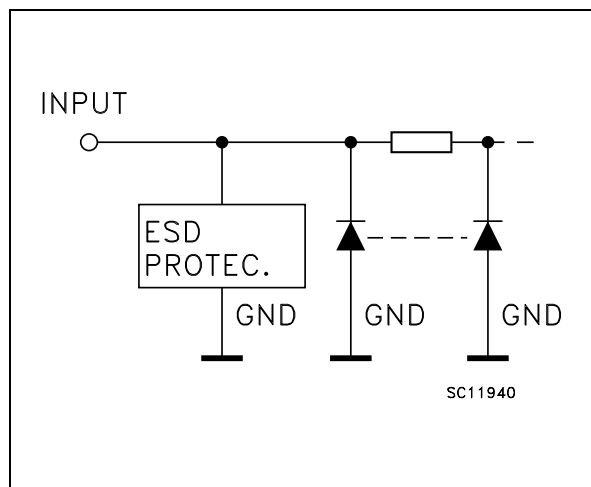 INPUT
ESD
PROTEC.
GND
GND
GND
SC11940